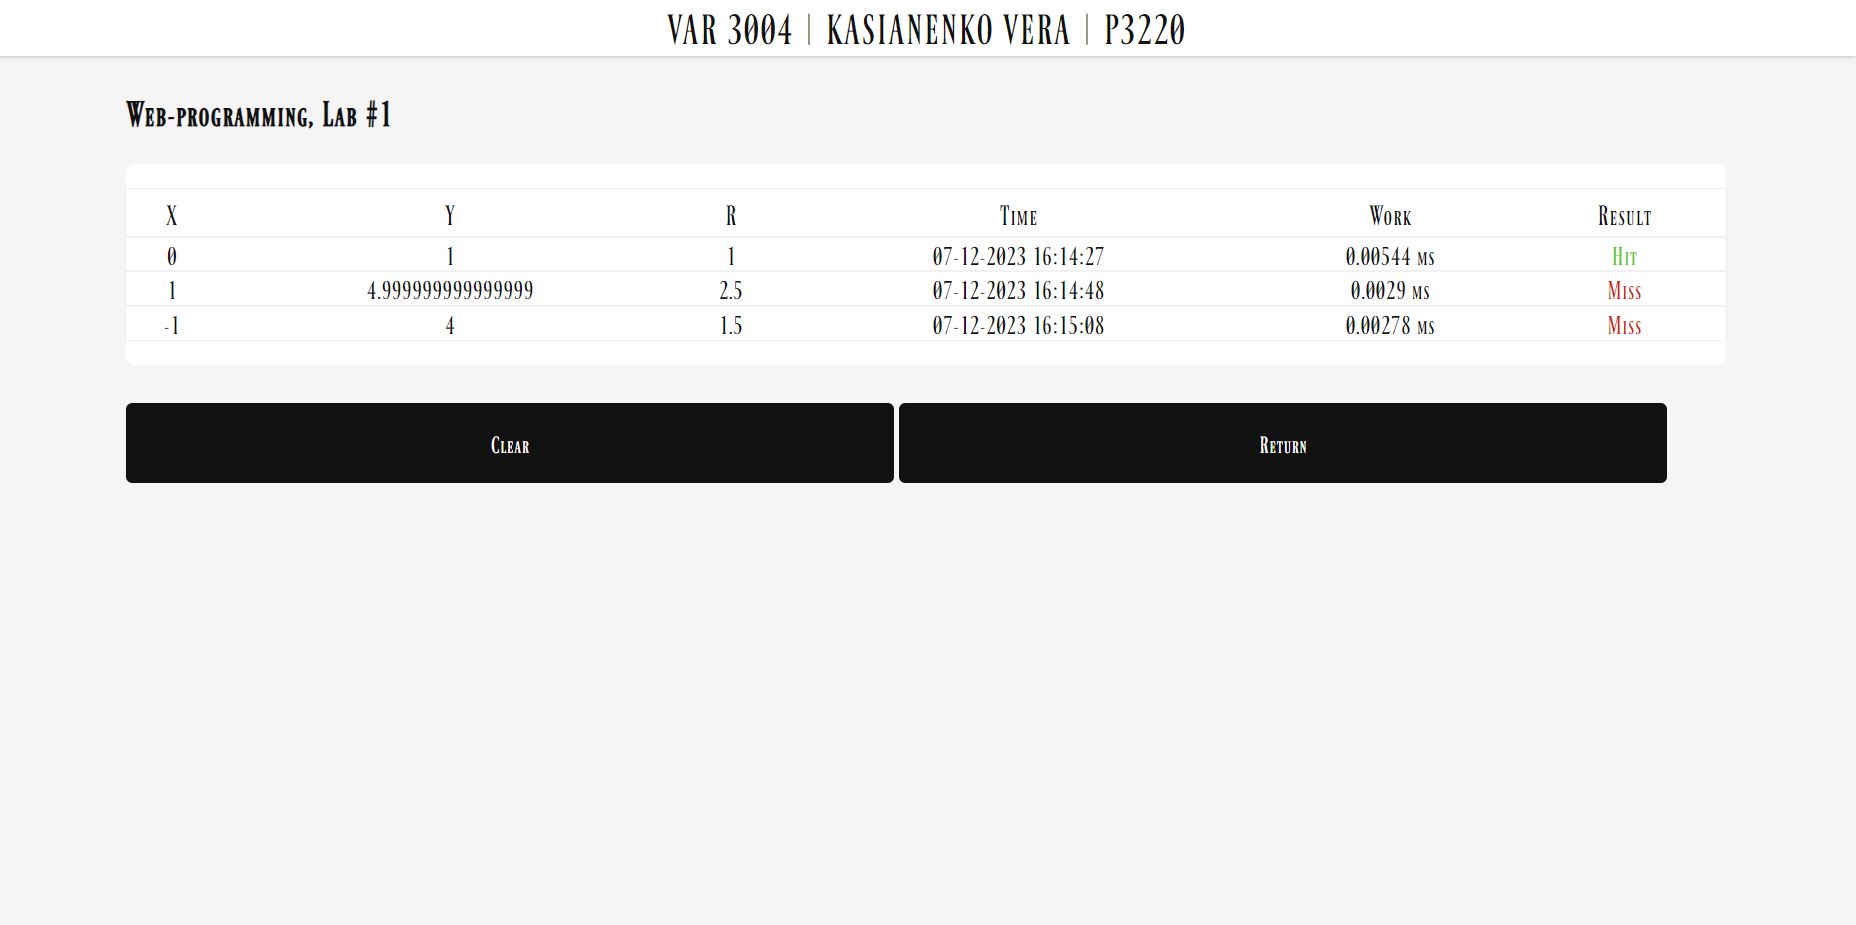 VAR 3004 | KASIANENKO VERA | P3220
Web-programming, Lab #1
X Y R Time Work Result
0 1 1 07-12-2023 16:14:27 0.00544 ms Hit
1 4.999999999999999 2.5 07-12-2023 16:14:48 0.0029 ms Miss
-1 4 1.5 07-12-2023 16:15:08 0.00278 ms Miss
Clear Return